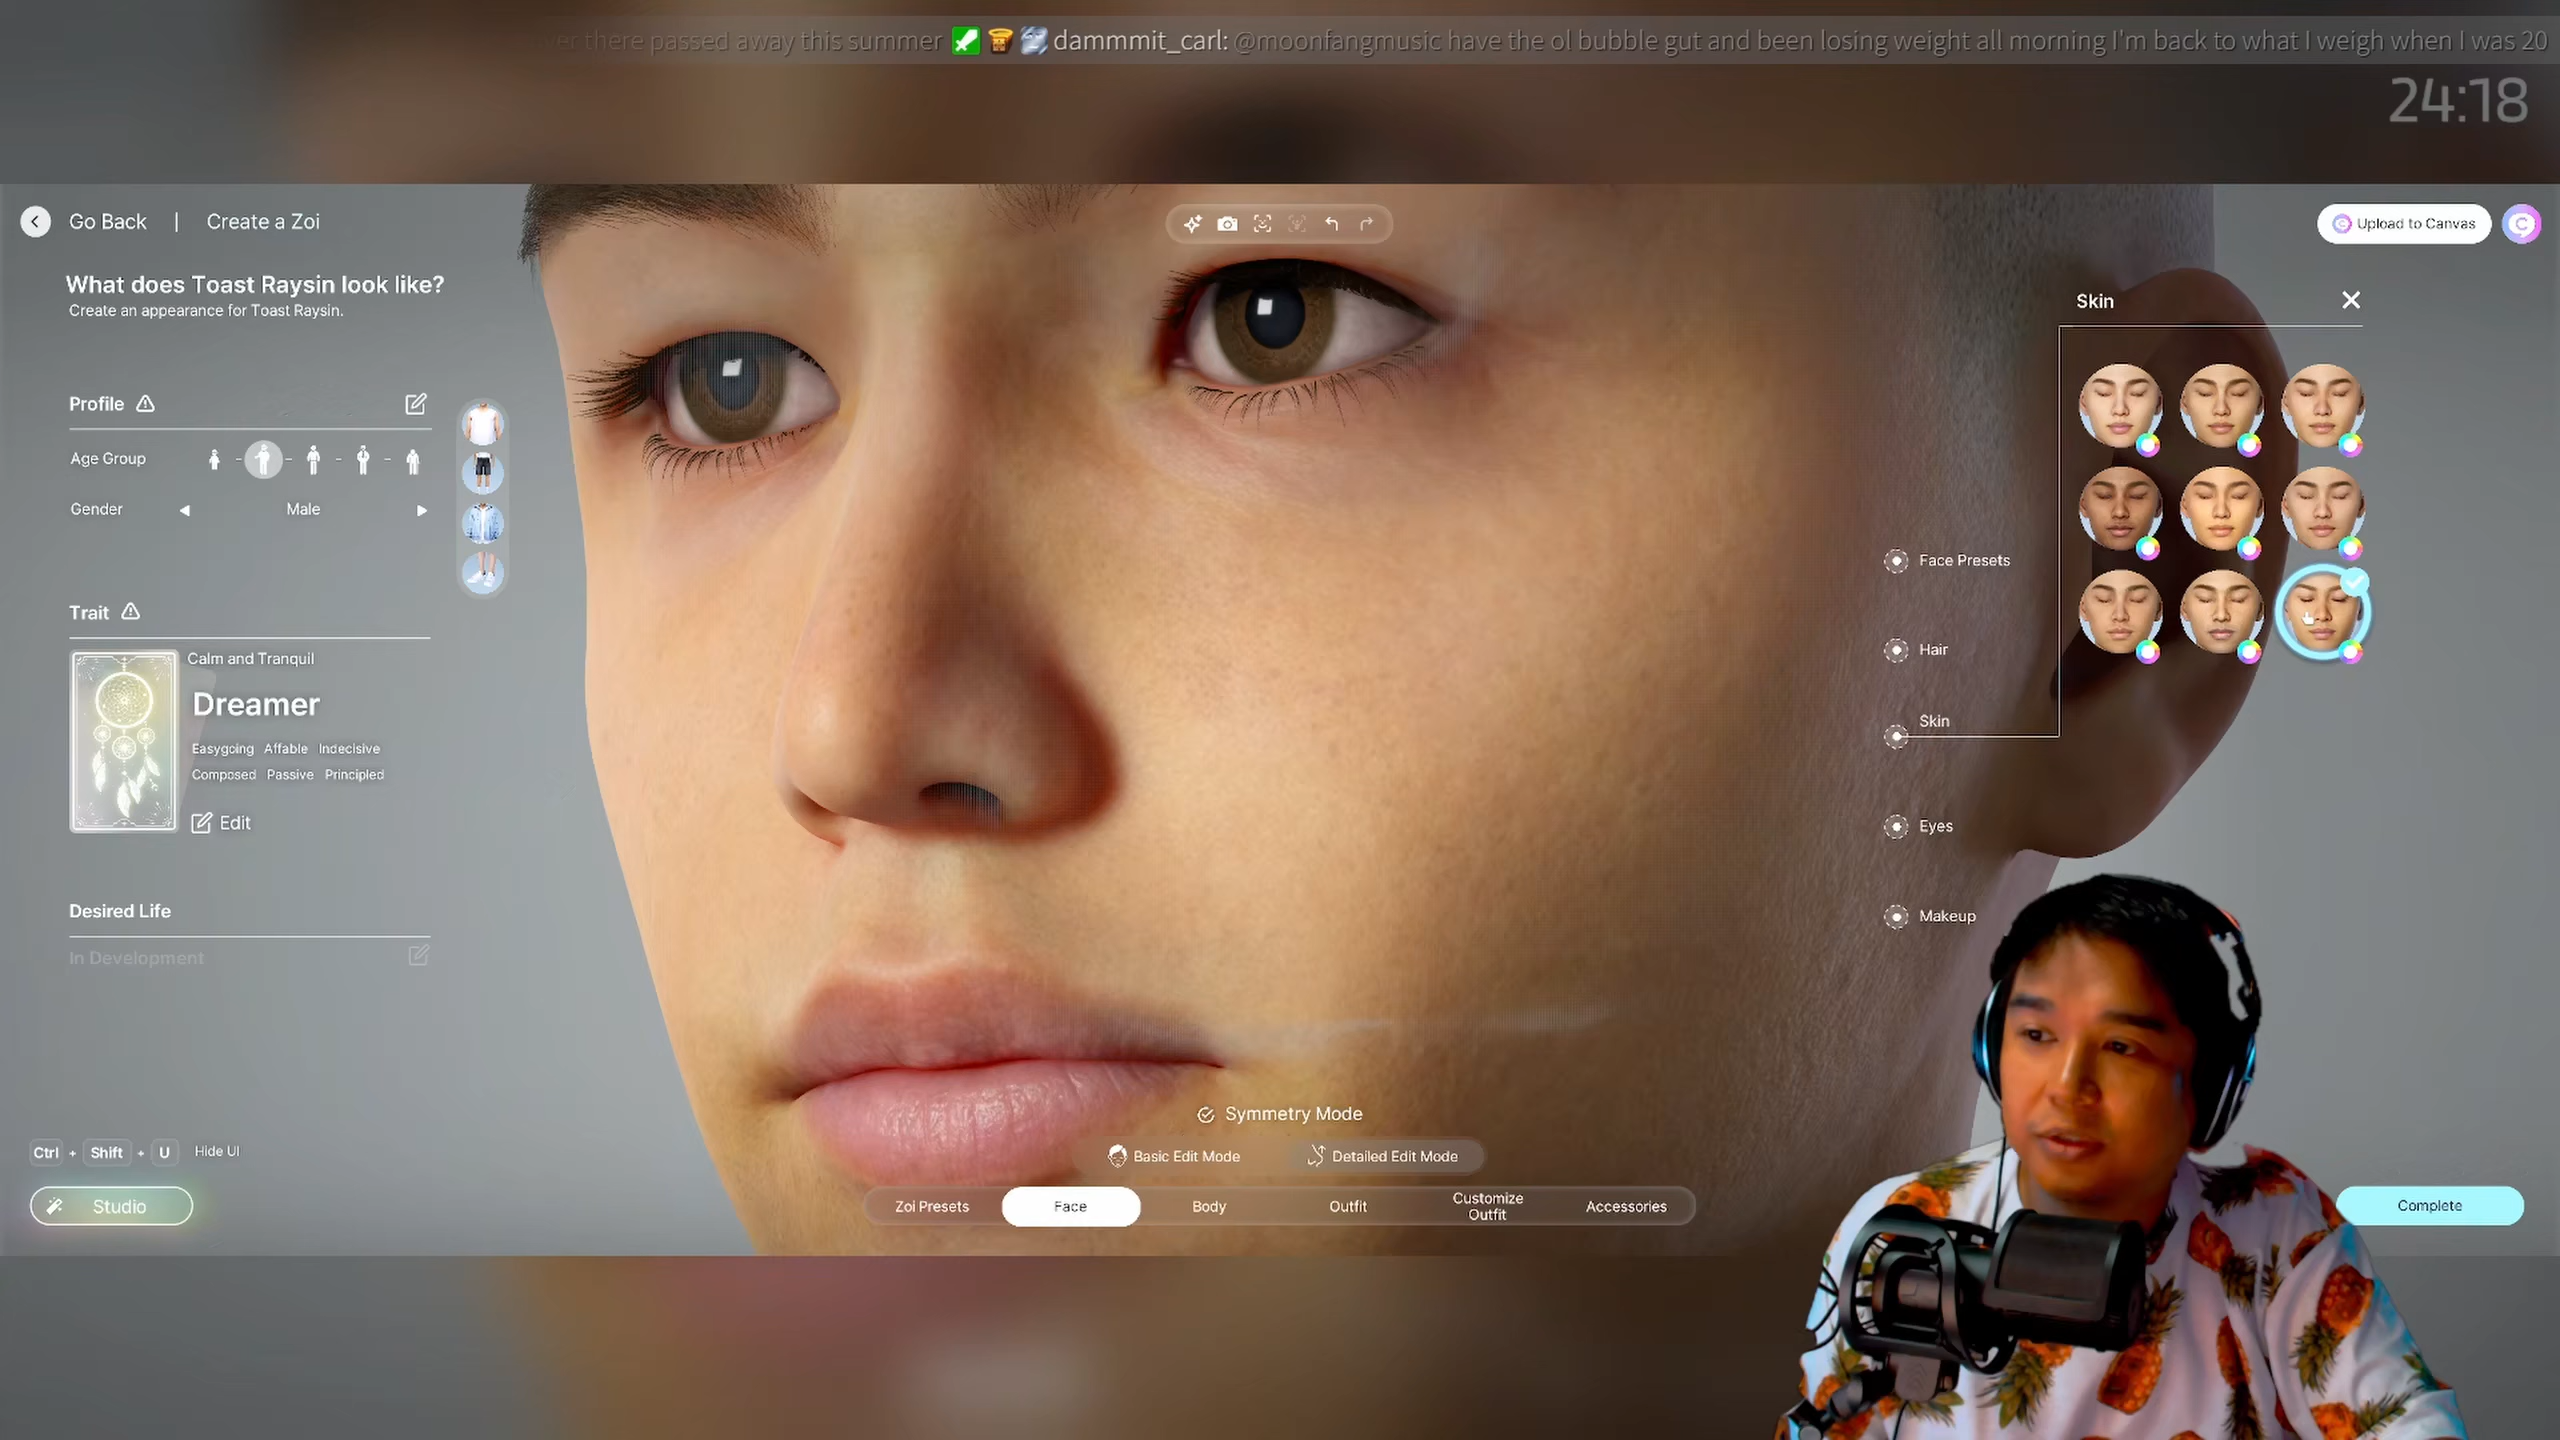 there passed away this summer dammmit_carl: @moonfangmusic have the ol bubble gut and been losing weight all morning I'm back to what I weigh when I was 20
24:18
Go Back | Create a Zoi
Upload to Canvas
What does Toast Raysin look like?
Create an appearance for Toast Raysin.
Profile
Age Group
Gender
Male
Trait
Calm and Tranquil
Dreamer
Easygoing Affable Indecisive
Composed Passive Principled
Edit
Desired Life
In Development
Ctrl + Shift + U Hide UI
Studio
Skin
Face Presets
Hair
Skin
Eyes
Makeup
Symmetry Mode
Basic Edit Mode
Detailed Edit Mode
Zoi Presets
Face
Body
Outfit
Customize
Outfit
Accessories
Complete